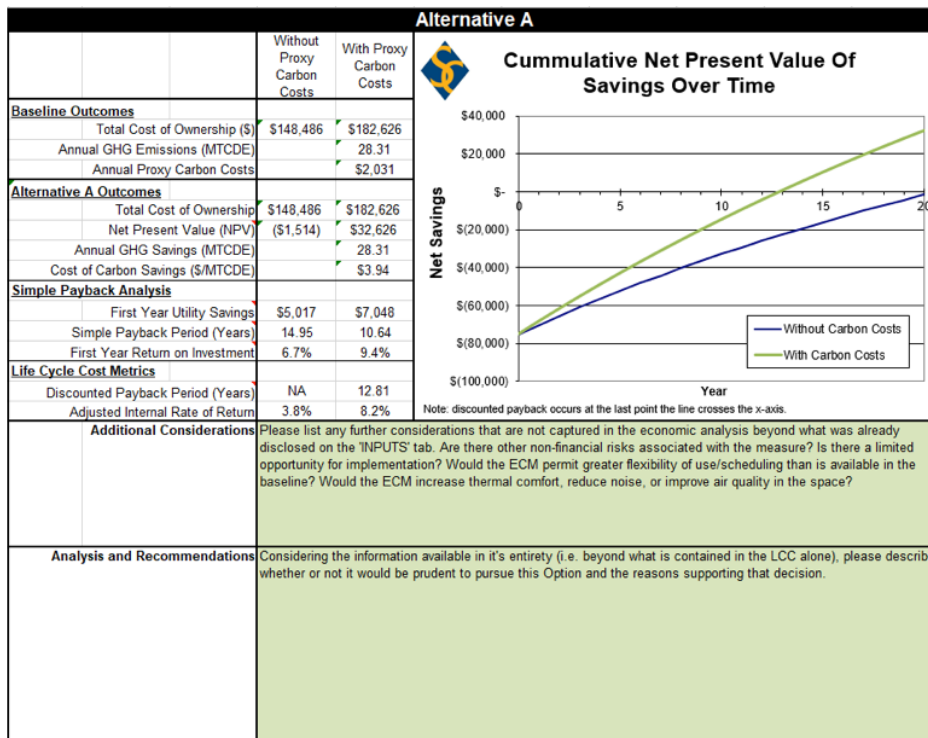 Alternative A
Without Proxy Carbon Costs
With Proxy Carbon Costs
Baseline Outcomes
Total Cost of Ownership ($) $148,486 $182,626
Annual GHG Emissions (MTCDE) 28.31
Annual Proxy Carbon Costs $2,031
Alternative A Outcomes
Total Cost of Ownership $148,486 $182,626
Net Present Value (NPV) ($1,514) $32,626
Annual GHG Savings (MTCDE) 28.31
Cost of Carbon Savings ($/MTCDE) $3.94
Simple Payback Analysis
First Year Utility Savings $5,017 $7,048
Simple Payback Period (Years) 14.95 10.64
First Year Return on Investment 6.7% 9.4%
Life Cycle Cost Metrics
Discounted Payback Period (Years) NA 12.81
Adjusted Internal Rate of Return 3.8% 8.2%
SC
Cummulative Net Present Value Of
Savings Over Time
Net Savings
$40,000
$20,000
$-
$(20,000)
$(40,000)
$(60,000)
$(80,000)
$(100,000)
0 5 10 15 20
Without Carbon Costs
With Carbon Costs
Year
Note: discounted payback occurs at the last point the line crosses the x-axis.
Additional Considerations
Please list any further considerations that are not captured in the economic analysis beyond what was already
disclosed on the 'INPUTS' tab. Are there other non-financial risks associated with the measure? Is there a limited
opportunity for implementation? Would the ECM permit greater flexibility of use/scheduling than is available in the
baseline? Would the ECM increase thermal comfort, reduce noise, or improve air quality in the space?
Analysis and Recommendations
Considering the information available in it's entirety (i.e. beyond what is contained in the LCC alone), please describ
whether or not it would be prudent to pursue this Option and the reasons supporting that decision.